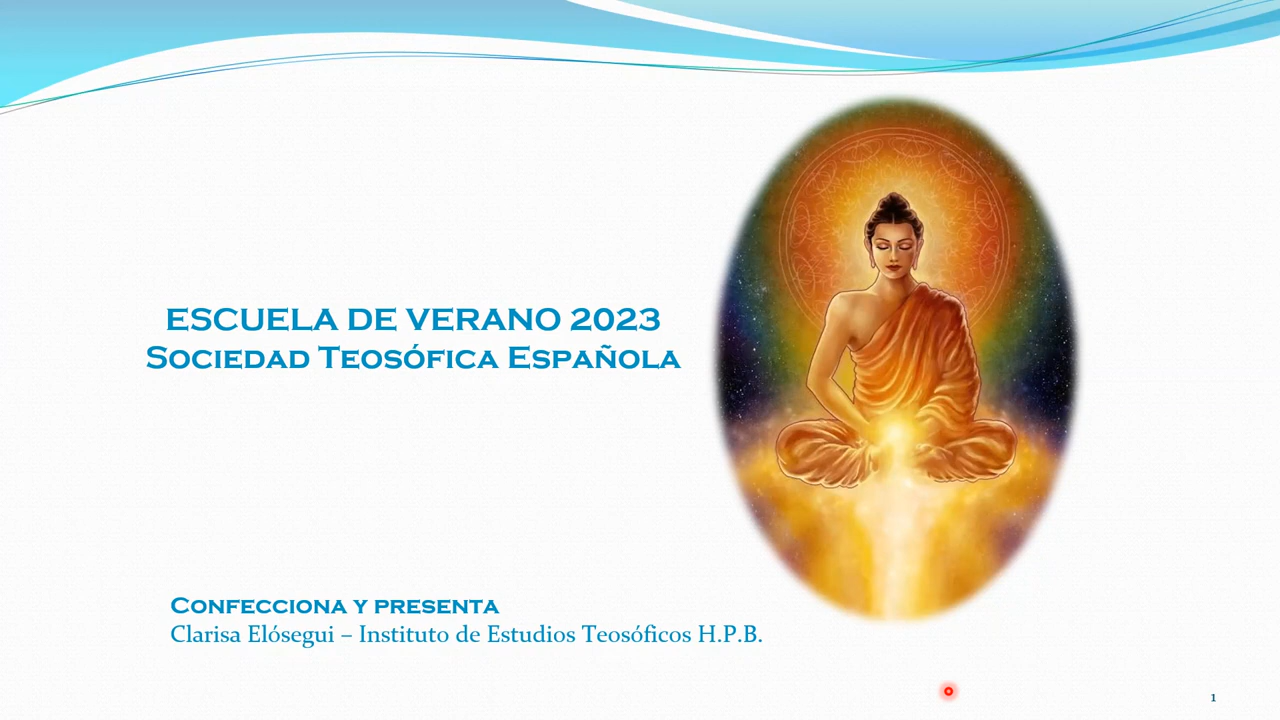 ESCUELA DE VERANO 2023
Sociedad Teosófica Española
Confecciona y presenta
Clarisa Elósegui – Instituto de Estudios Teosóficos H.P.B.
1